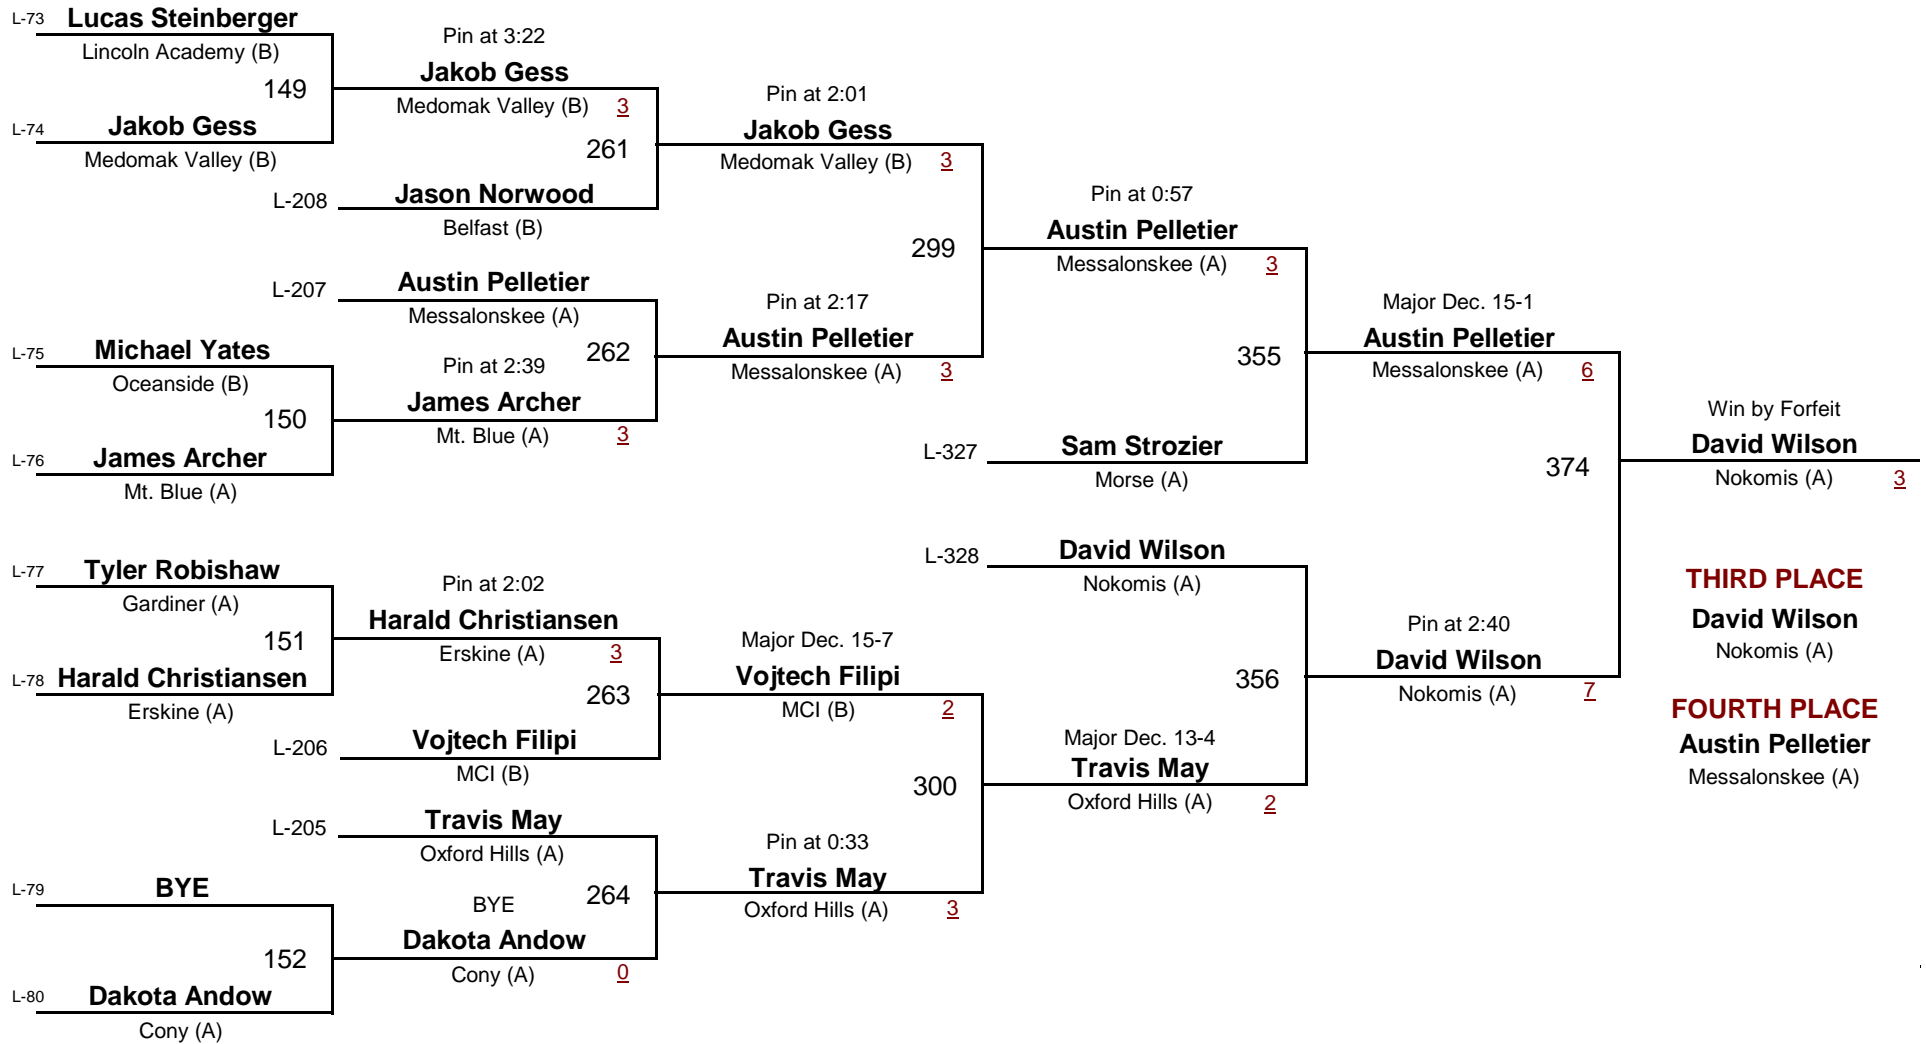 L-73 Lucas Steinberger
Lincoln Academy (B)
149
L-74 Jakob Gess
Medomak Valley (B)
Pin at 3:22
Jakob Gess
Medomak Valley (B) 3
261
L-208 Jason Norwood
Belfast (B)
Pin at 2:01
Jakob Gess
Medomak Valley (B) 3
299
L-207 Austin Pelletier
Messalonskee (A)
262
L-75 Michael Yates
Oceanside (B)
150
L-76 James Archer
Mt. Blue (A)
Pin at 2:39
James Archer
Mt. Blue (A) 3
Pin at 2:17
Austin Pelletier
Messalonskee (A) 3
Pin at 0:57
Austin Pelletier
Messalonskee (A) 3
355
L-327 Sam Strozier
Morse (A)
Major Dec. 15-1
Austin Pelletier
Messalonskee (A) 6
374
Win by Forfeit
David Wilson
Nokomis (A) 3
L-77 Tyler Robishaw
Gardiner (A)
151
L-78 Harald Christiansen
Erskine (A)
Pin at 2:02
Harald Christiansen
Erskine (A) 3
263
L-206 Vojtech Filipi
MCI (B)
Major Dec. 15-7
Vojtech Filipi
MCI (B) 2
300
L-205 Travis May
Oxford Hills (A)
264
L-79 BYE
152
L-80 Dakota Andow
Cony (A)
BYE
Dakota Andow
Cony (A) 0
Pin at 0:33
Travis May
Oxford Hills (A) 3
L-328 David Wilson
Nokomis (A)
356
Major Dec. 13-4
Travis May
Oxford Hills (A) 2
Pin at 2:40
David Wilson
Nokomis (A) 7
THIRD PLACE
David Wilson
Nokomis (A)
FOURTH PLACE
Austin Pelletier
Messalonskee (A)